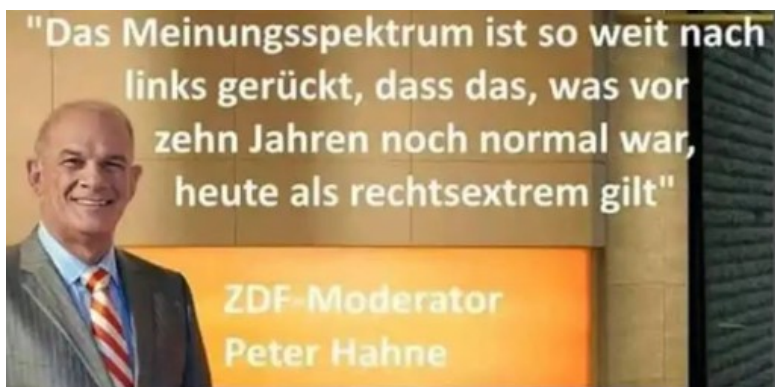 "Das Meinungsspektrum ist so weit nach
links gerückt, dass das, was vor
zehn Jahren noch normal war,
heute als rechtsextrem gilt"
ZDF-Moderator
Peter Hahne